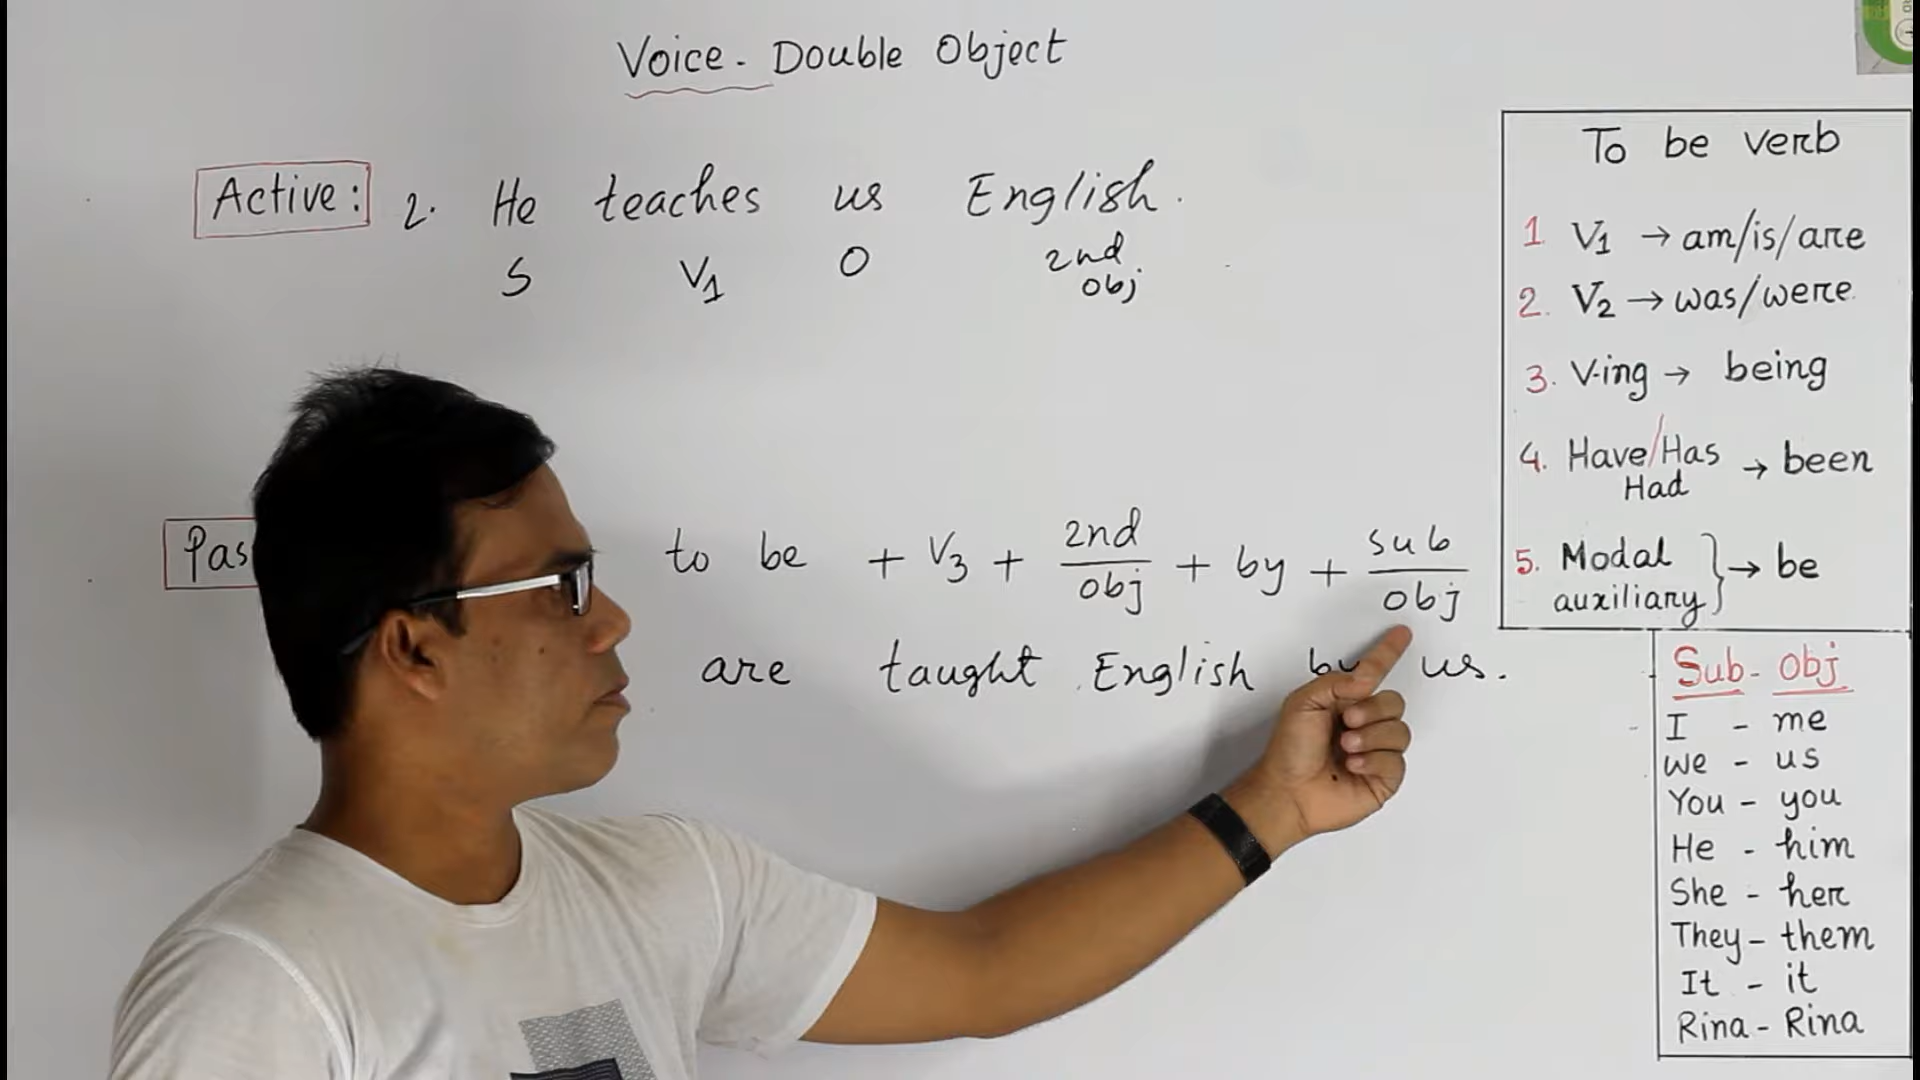 Voice - Double Object
Active: 2. He teaches us English.
S V1 O 2nd obj
Pas
to be + V3 + 2nd/obj + by + sub/obj
are taught English by us.
To be verb
1. V1 → am/is/are
2. V2 → was/were
3. V-ing → being
4. Have/Has → been
Had
5. Modal } → be
auxiliary
Sub - Obj
I - me
we - us
You - you
He - him
She - her
They - them
It - it
Rina - Rina